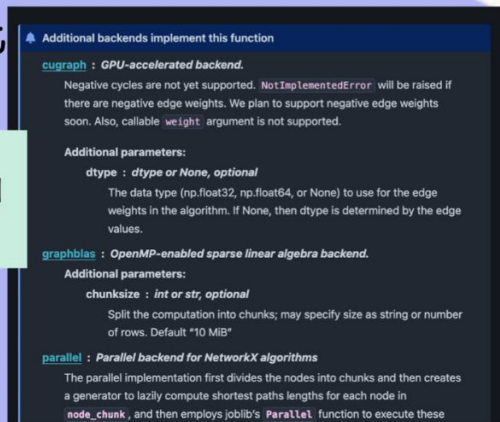 Additional backends implement this function
cugraph : GPU-accelerated backend.
Negative cycles are not yet supported. NotImplementedError will be raised if
there are negative edge weights. We plan to support negative edge weights
soon. Also, callable weight argument is not supported.
Additional parameters:
dtype : dtype or None, optional
The data type (np.float32, np.float64, or None) to use for the edge
weights in the algorithm. If None, then dtype is determined by the edge
values.
graphblas : OpenMP-enabled sparse linear algebra backend.
Additional parameters:
chunksize : int or str, optional
Split the computation into chunks; may specify size as string or number
of rows. Default "10 MiB"
parallel : Parallel backend for NetworkX algorithms
The parallel implementation first divides the nodes into chunks and then creates
a generator to lazily compute shortest paths lengths for each node in
node_chunk, and then employs joblib's Parallel function to execute these